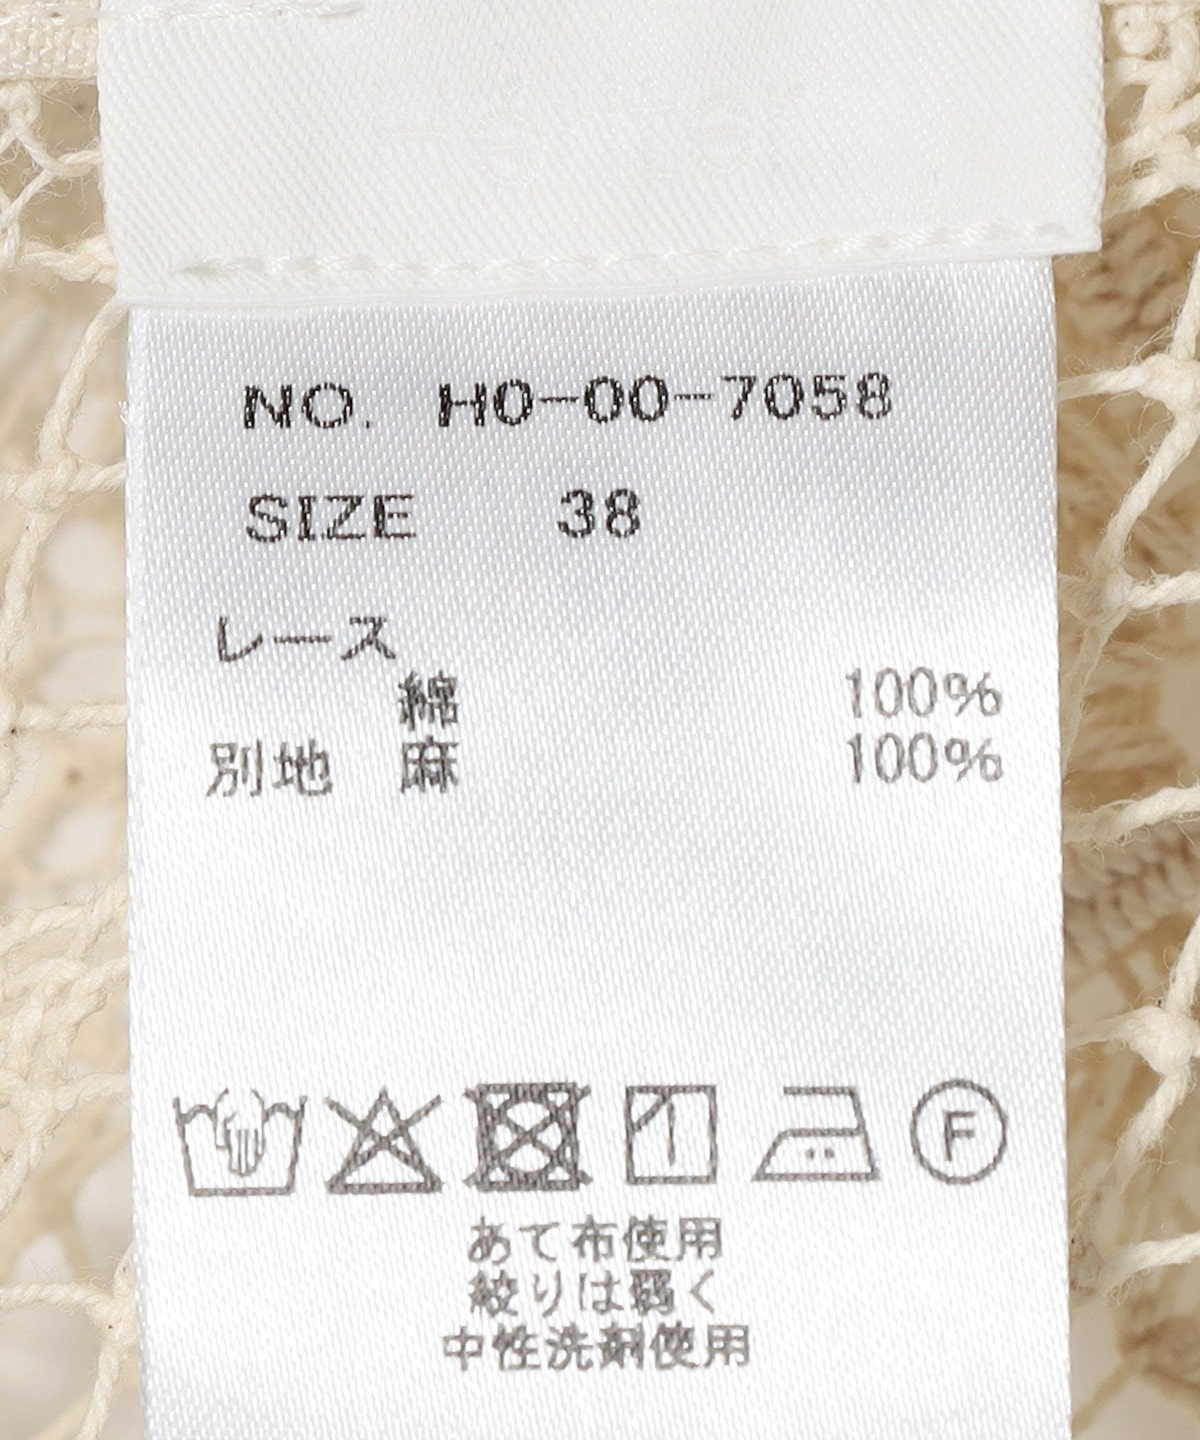 NO. H0-00-7058
SIZE 38
レース
綿 100%
別地 麻 100%
F
あて布使用
絞りは弱く
中性洗剤使用